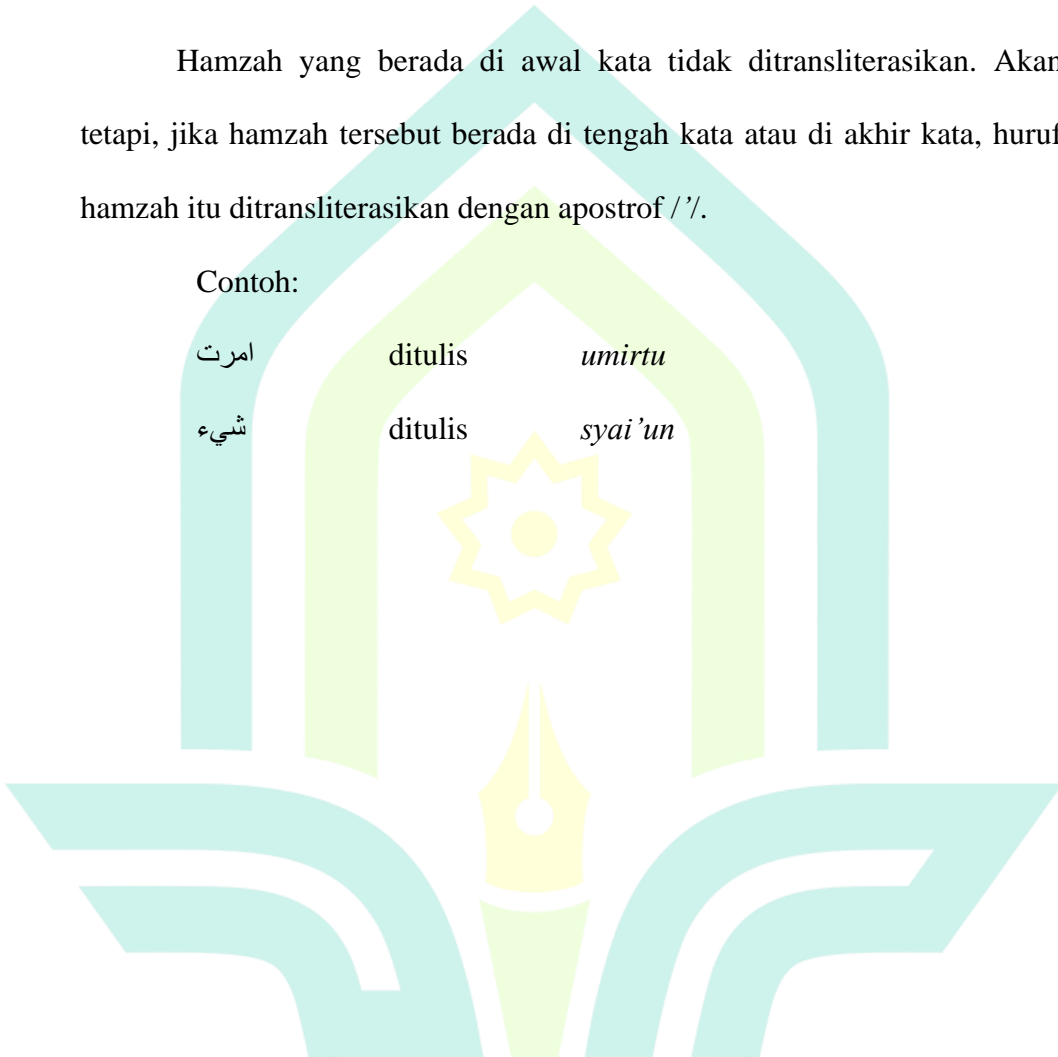 Hamzah yang berada di awal kata tidak ditransliterasikan. Akan
tetapi, jika hamzah tersebut berada di tengah kata atau di akhir kata, huruf
hamzah itu ditransliterasikan dengan apostrof /’/.
Contoh:
امرت ditulis umirtu
شيء ditulis syai’un